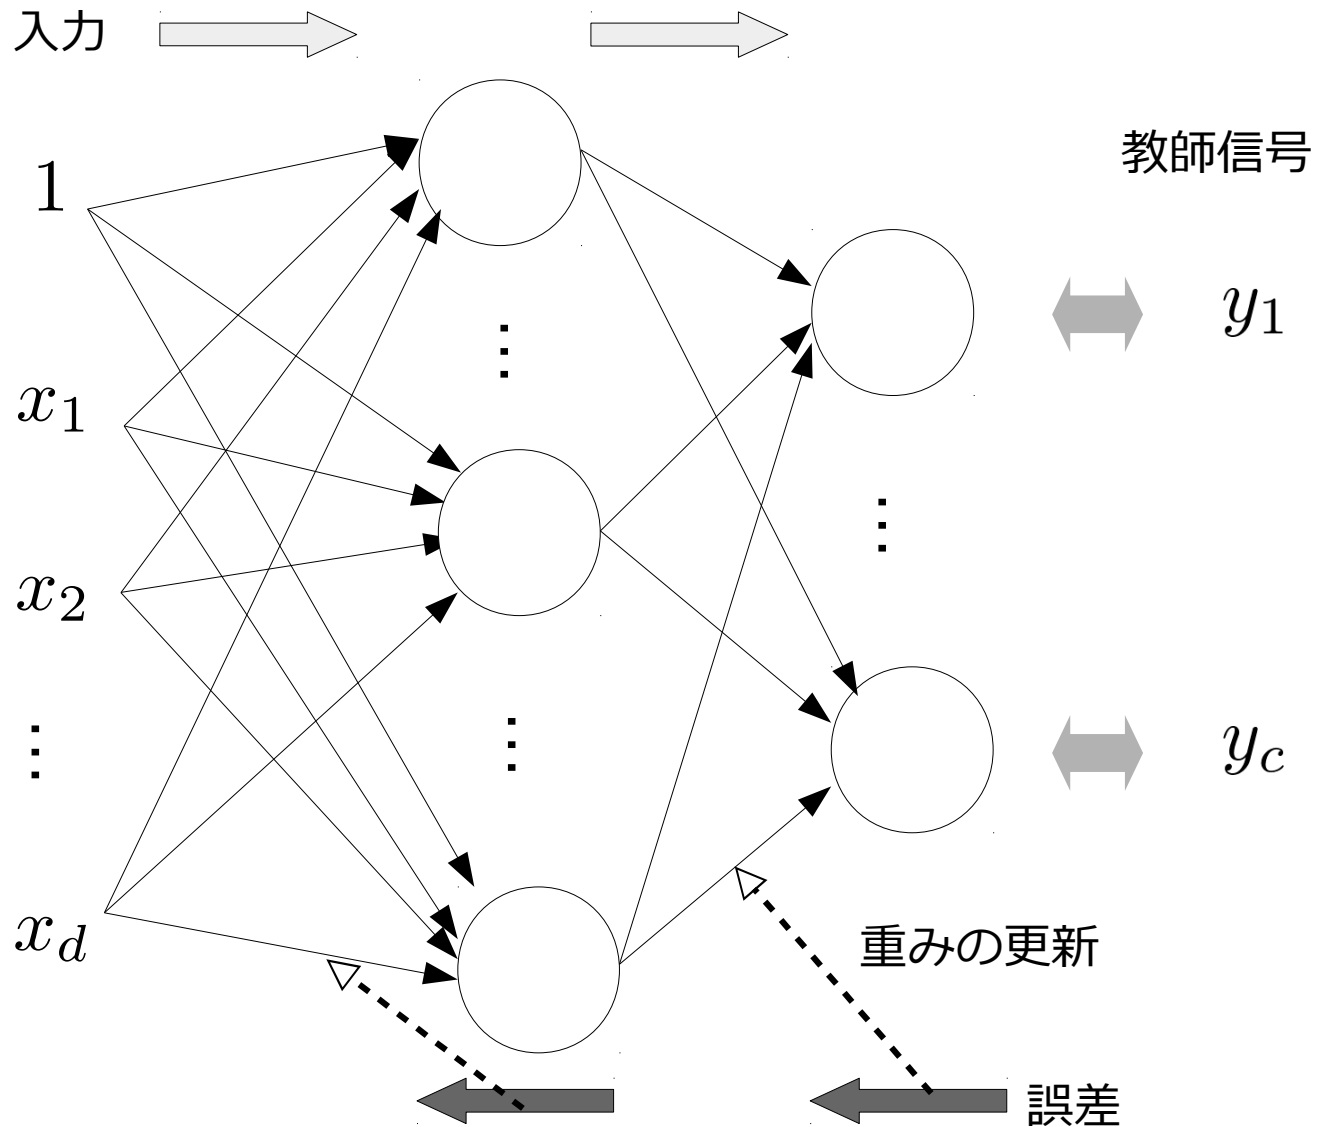 入力
教師信号
1
y₁
x₁
⋮
x₂
⋮
y_c
x_d
重みの更新
誤差